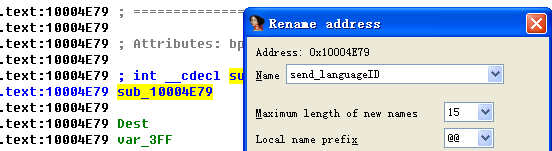 .text:10004E79 ; ================
.text:10004E79
.text:10004E79 ; Attributes: bp
.text:10004E79
.text:10004E79 ; int __cdecl su
.text:10004E79 sub_10004E79
.text:10004E79
.text:10004E79 Dest
.text:10004E79 var_3FF
Rename address
Address: 0x10004E79
Name send_languageID
Maximum length of new names 15
Local name prefix @@